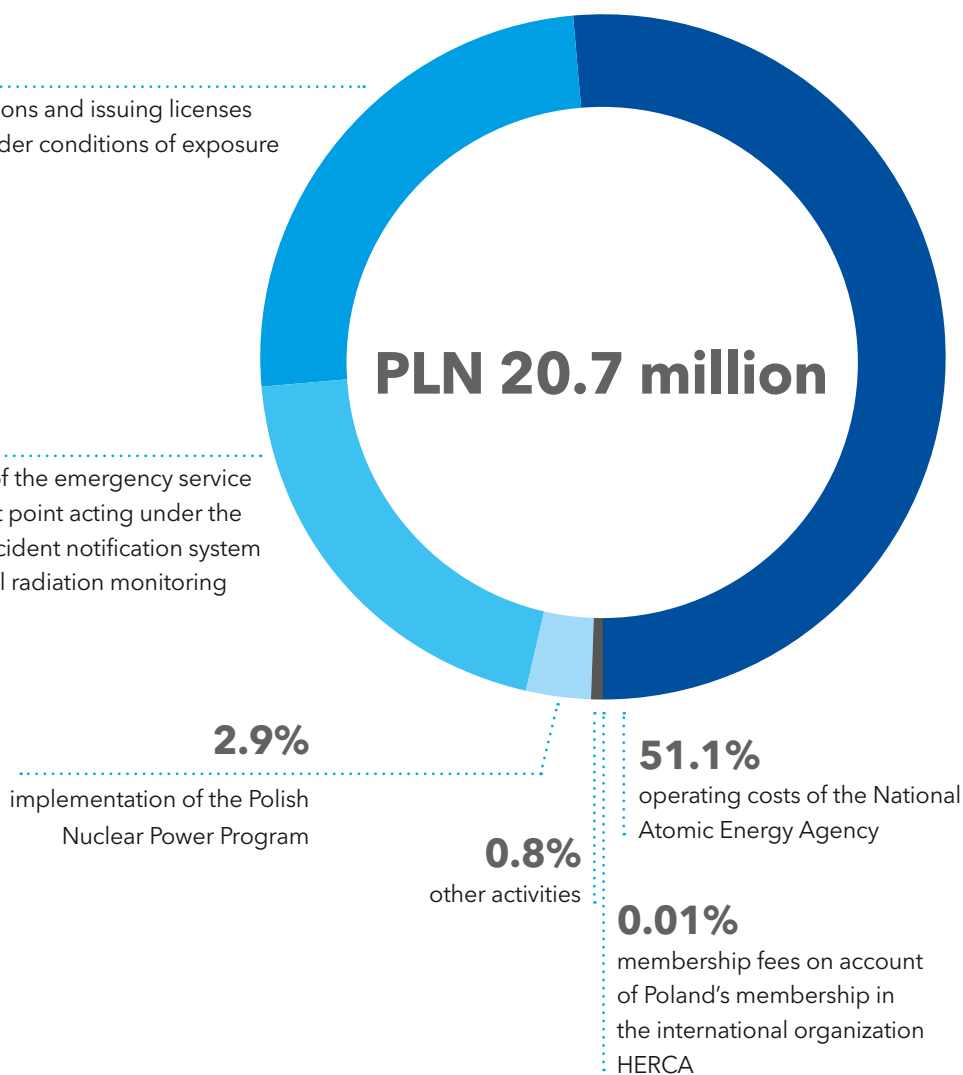 ons and issuing licenses
der conditions of exposure
PLN 20.7 million
of the emergency service
t point acting under the
cident notification system
l radiation monitoring
2.9%
implementation of the Polish
Nuclear Power Program
51.1%
operating costs of the National
Atomic Energy Agency
0.8%
other activities
0.01%
membership fees on account
of Poland's membership in
the international organization
HERCA